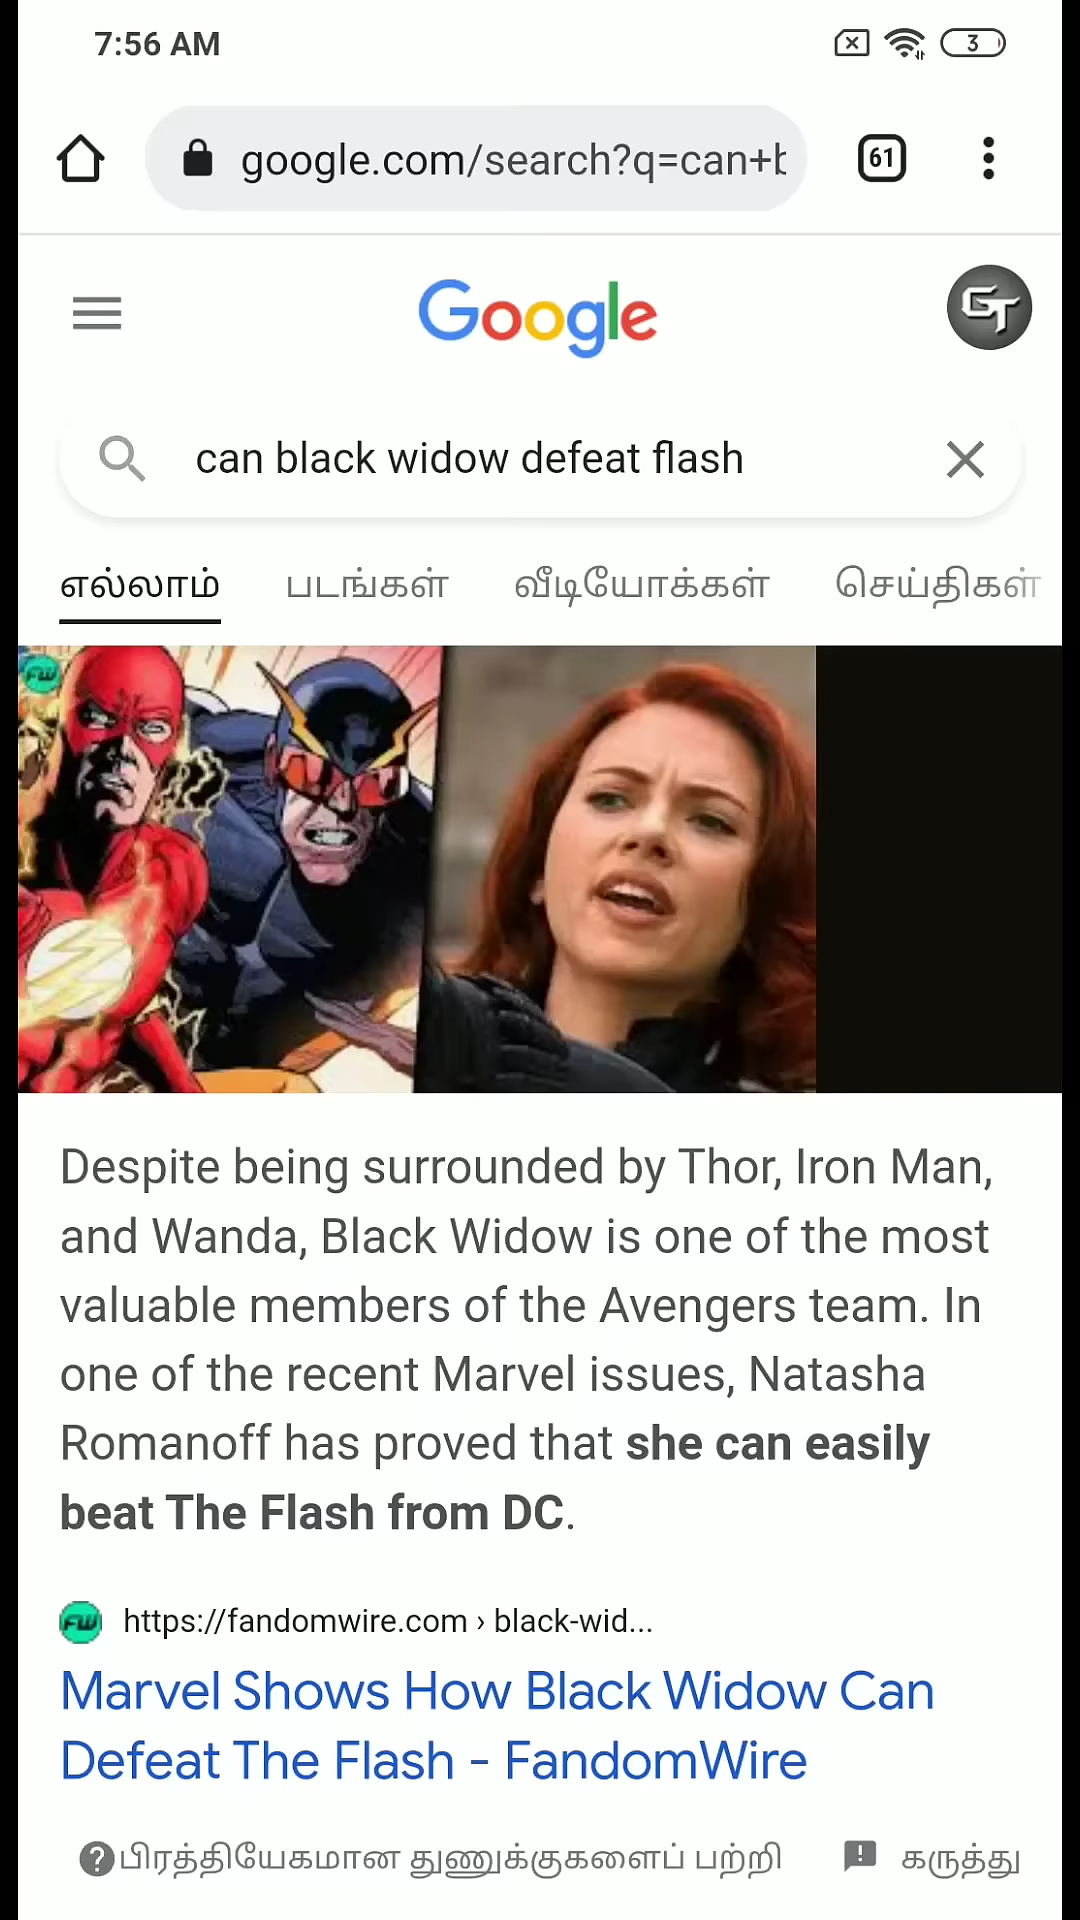 7:56 AM
3
google.com/search?q=can+b
61
Google
GT
can black widow defeat flash
எல்லாம் படங்கள் வீடியோக்கள் செய்திகள்
FW
Despite being surrounded by Thor, Iron Man,
and Wanda, Black Widow is one of the most
valuable members of the Avengers team. In
one of the recent Marvel issues, Natasha
Romanoff has proved that she can easily
beat The Flash from DC.
FW https://fandomwire.com › black-wid...
Marvel Shows How Black Widow Can
Defeat The Flash - FandomWire
பிரத்தியேகமான துணுக்குகளைப் பற்றி கருத்து